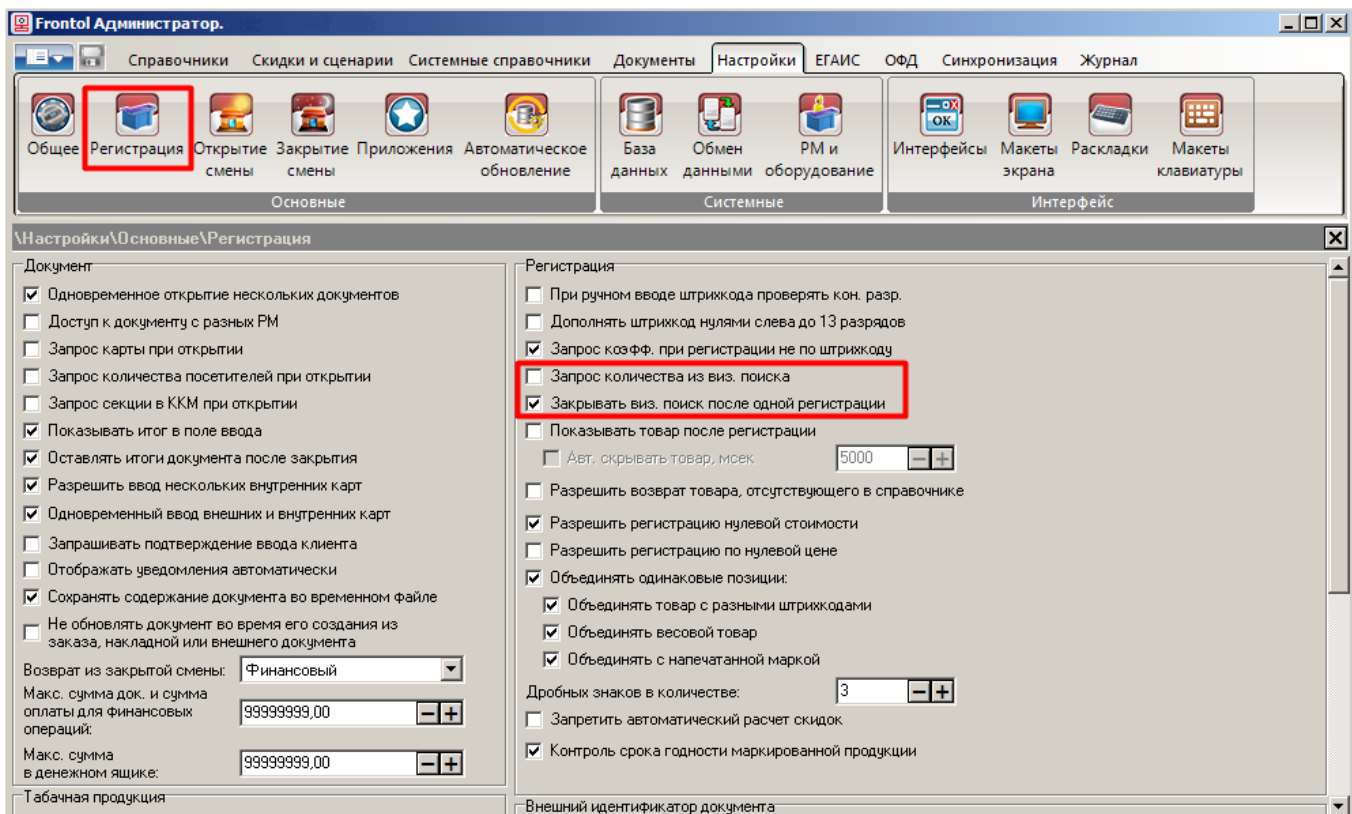 Frontol Администратор.
Справочники Скидки и сценарии Системные справочники Документы Настройки ЕГАИС ОФД Синхронизация Журнал
Общее Регистрация Открытие смены Закрытие смены Приложения Автоматическое обновление База данных Обмен данными РМ и оборудование Интерфейсы Макеты экрана Раскладки Макеты клавиатуры
Основные Системные Интерфейс
\Настройки\Основные\Регистрация
Документ
Одновременное открытие нескольких документов
Доступ к документу с разных РМ
Запрос карты при открытии
Запрос количества посетителей при открытии
Запрос секции в ККМ при открытии
Показывать итог в поле ввода
Оставлять итоги документа после закрытия
Разрешить ввод нескольких внутренних карт
Одновременный ввод внешних и внутренних карт
Запрашивать подтверждение ввода клиента
Отображать уведомления автоматически
Сохранять содержание документа во временном файле
Не обновлять документ во время его создания из
заказа, накладной или внешнего документа
Возврат из закрытой смены: Финансовый
Макс. сумма док. и сумма
оплаты для финансовых
операций:
99999999,00
Макс. сумма
в денежном ящике:
99999999,00
Табачная продукция
Регистрация
При ручном вводе штрихкода проверять кон. разр.
Дополнять штрихкод нулями слева до 13 разрядов
Запрос коэфф. при регистрации не по штрихкоду
Запрос количества из виз. поиска
Закрывать виз. поиск после одной регистрации
Показывать товар после регистрации
Авт. скрывать товар, мсек 5000
Разрешить возврат товара, отсутствующего в справочнике
Разрешить регистрацию нулевой стоимости
Разрешить регистрацию по нулевой цене
Объединять одинаковые позиции:
Объединять товар с разными штрихкодами
Объединять весовой товар
Объединять с напечатанной маркой
Дробных знаков в количестве: 3
Запретить автоматический расчет скидок
Контроль срока годности маркированной продукции
Внешний идентификатор документа